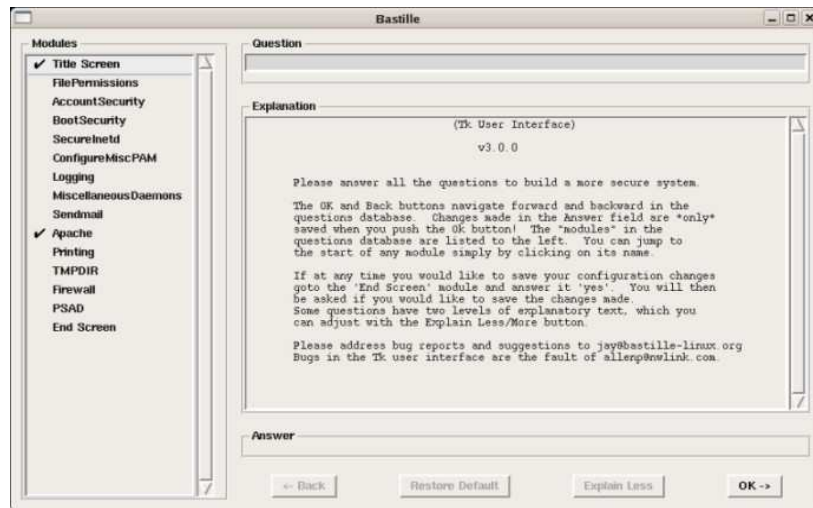 Bastille
Modules
✔ Title Screen
FilePermissions
AccountSecurity
BootSecurity
SecureInetd
ConfigureMiscPAM
Logging
MiscellaneousDaemons
Sendmail
✔ Apache
Printing
TMPDIR
Firewall
PSAD
End Screen
Question
Explanation
(Tk User Interface)
v3.0.0
Please answer all the questions to build a more secure system.
The OK and Back buttons navigate forward and backward in the
questions database. Changes made in the Answer field are *only*
saved when you push the Ok button! The "modules" in the
questions database are listed to the left. You can jump to
the start of any module simply by clicking on its name.
If at any time you would like to save your configuration changes
goto the 'End Screen' module and answer it 'yes'. You will then
be asked if you would like to save the changes made.
Some questions have two levels of explanatory text, which you
can adjust with the Explain Less/More button.
Please address bug reports and suggestions to jay@bastille-linux.org
Bugs in the Tk user interface are the fault of allenp@nwlink.com.
Answer
<- Back
Restore Default
Explain Less
OK ->